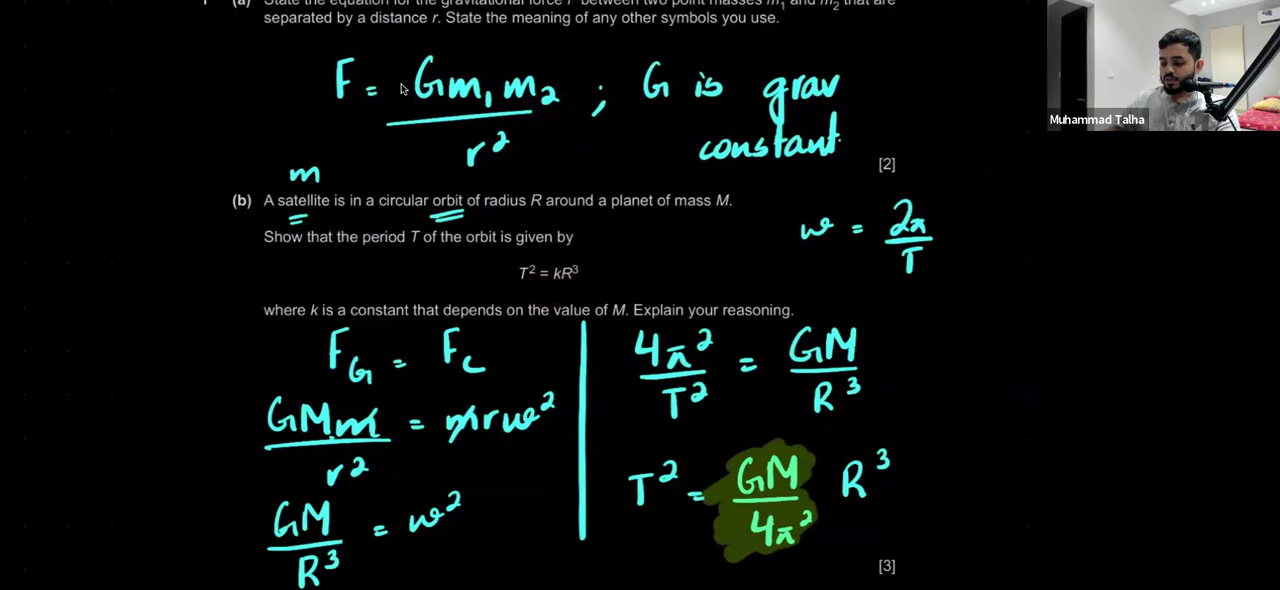 (a) State the equation for the gravitational force F between two point masses m₁ and m₂ that are
separated by a distance r. State the meaning of any other symbols you use.
F = Gm₁m₂ / r² ; G is grav
constant.
[2]
m
(b) A satellite is in a circular orbit of radius R around a planet of mass M.
Show that the period T of the orbit is given by
T² = kR³
ω = 2π / T
where k is a constant that depends on the value of M. Explain your reasoning.
F_G = F_c
GMm / r² = mrω²
GM / R³ = ω²
4π² / T² = GM / R³
T² = GM / 4π² R³
[3]
Muhammad Talha